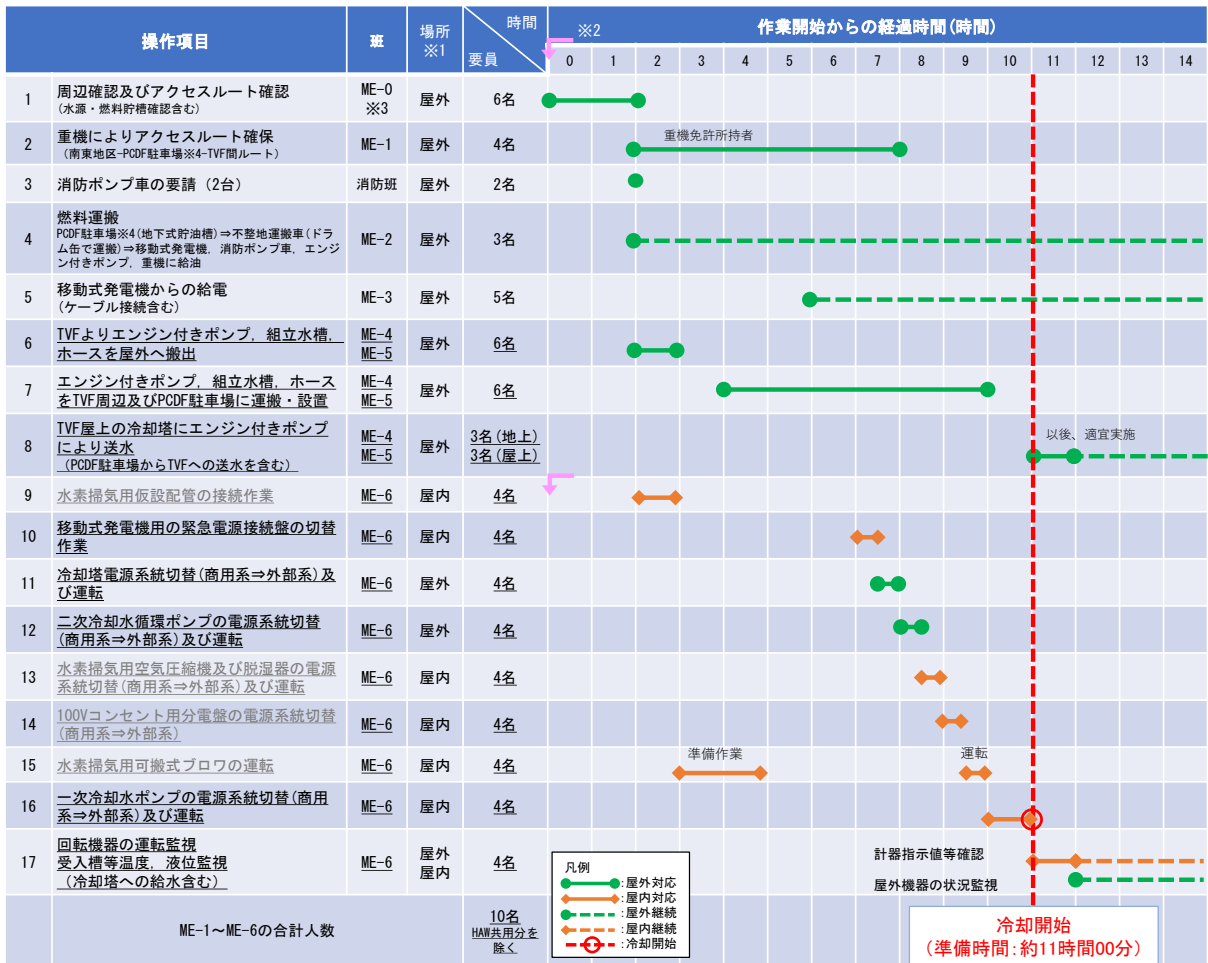 操作項目
班
場所
※1
時間
要員
※2
作業開始からの経過時間(時間)
0 1 2 3 4 5 6 7 8 9 10 11 12 13 14
1
周辺確認及びアクセスルート確認
(水源・燃料貯槽確認含む)
ME-0
※3
屋外
6名
2
重機によりアクセスルート確保
(南東地区-PCDF駐車場※4-TVF間ルート)
ME-1
屋外
4名
重機免許所持者
3
消防ポンプ車の要請（2台）
消防班
屋外
2名
4
燃料運搬
PCDF駐車場※4(地下式貯油槽)⇒不整地運搬車(ドラ
ム缶で運搬)⇒移動式発電機，消防ポンプ車，エンジ
ン付きポンプ，重機に給油
ME-2
屋外
3名
5
移動式発電機からの給電
(ケーブル接続含む)
ME-3
屋外
5名
6
TVFよりエンジン付きポンプ，組立水槽，
ホースを屋外へ搬出
ME-4
ME-5
屋外
6名
7
エンジン付きポンプ，組立水槽，ホース
をTVF周辺及びPCDF駐車場に運搬・設置
ME-4
ME-5
屋外
6名
8
TVF屋上の冷却塔にエンジン付きポンプ
により送水
（PCDF駐車場からTVFへの送水を含む）
ME-4
ME-5
屋外
3名(地上)
3名(屋上)
以後、適宜実施
9
水素掃気用仮設配管の接続作業
ME-6
屋内
4名
10
移動式発電機用の緊急電源接続盤の切替
作業
ME-6
屋内
4名
11
冷却塔電源系統切替(商用系⇒外部系)及
び運転
ME-6
屋外
4名
12
二次冷却水循環ポンプの電源系統切替
(商用系⇒外部系)及び運転
ME-6
屋外
4名
13
水素掃気用空気圧縮機及び脱湿器の電源
系統切替(商用系⇒外部系)及び運転
ME-6
屋内
4名
14
100Vコンセント用分電盤の電源系統切替
(商用系⇒外部系)
ME-6
屋内
4名
15
水素掃気用可搬式ブロワの運転
ME-6
屋内
4名
準備作業
運転
16
一次冷却水ポンプの電源系統切替(商用
系⇒外部系)及び運転
ME-6
屋内
4名
17
回転機器の運転監視
受入槽等温度，液位監視
（冷却塔への給水含む）
ME-6
屋外
屋内
4名
計器指示値等確認
屋外機器の状況監視
ME-1～ME-6の合計人数
10名
HAW共用分を
除く
凡例
:屋外対応
:屋内対応
:屋外継続
:屋内継続
:冷却開始
冷却開始
(準備時間:約11時間00分)